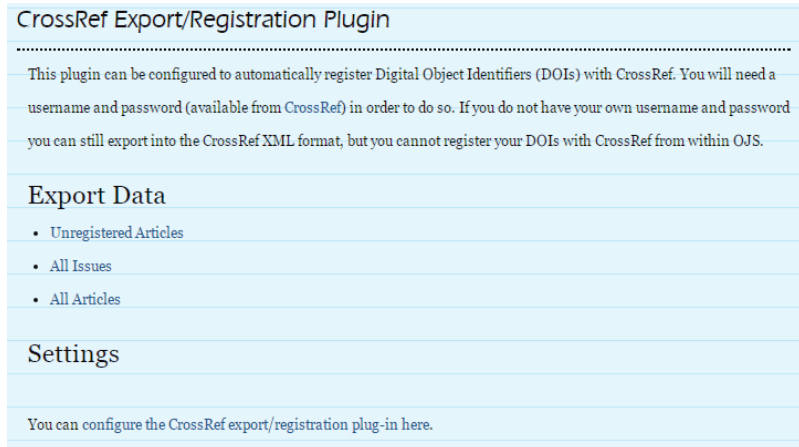 CrossRef Export/Registration Plugin
This plugin can be configured to automatically register Digital Object Identifiers (DOIs) with CrossRef. You will need a
username and password (available from CrossRef) in order to do so. If you do not have your own username and password
you can still export into the CrossRef XML format, but you cannot register your DOIs with CrossRef from within OJS.
Export Data
• Unregistered Articles
• All Issues
• All Articles
Settings
You can configure the CrossRef export/registration plug-in here.